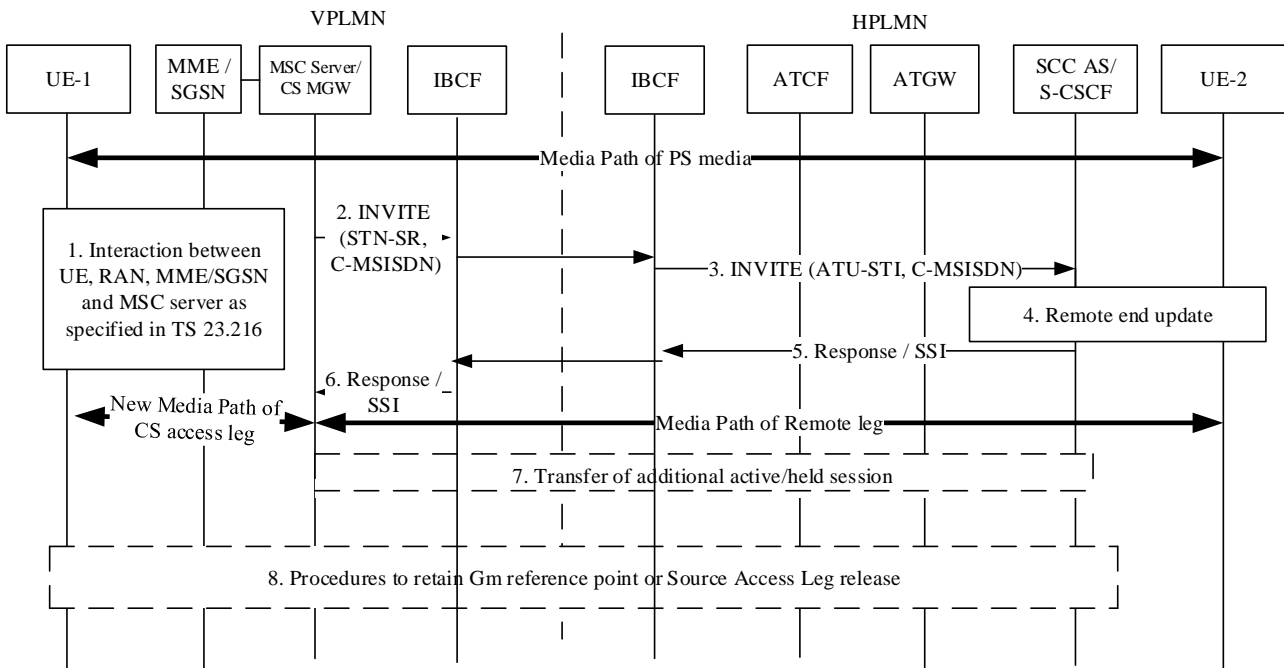 VPLMN
HPLMN
UE-1
MME /
SGSN
MSC Server/
CS MGW
IBCF
IBCF
ATCF
ATGW
SCC AS/
S-CSCF
UE-2
Media Path of PS media
1. Interaction between
UE, RAN, MME/SGSN
and MSC server as
specified in TS 23.216
2. INVITE
(STN-SR,
C-MSISDN)
3. INVITE (ATU-STI, C-MSISDN)
4. Remote end update
5. Response / SSI
6. Response /
SSI
New Media Path of
CS access leg
Media Path of Remote leg
7. Transfer of additional active/held session
8. Procedures to retain Gm reference point or Source Access Leg release